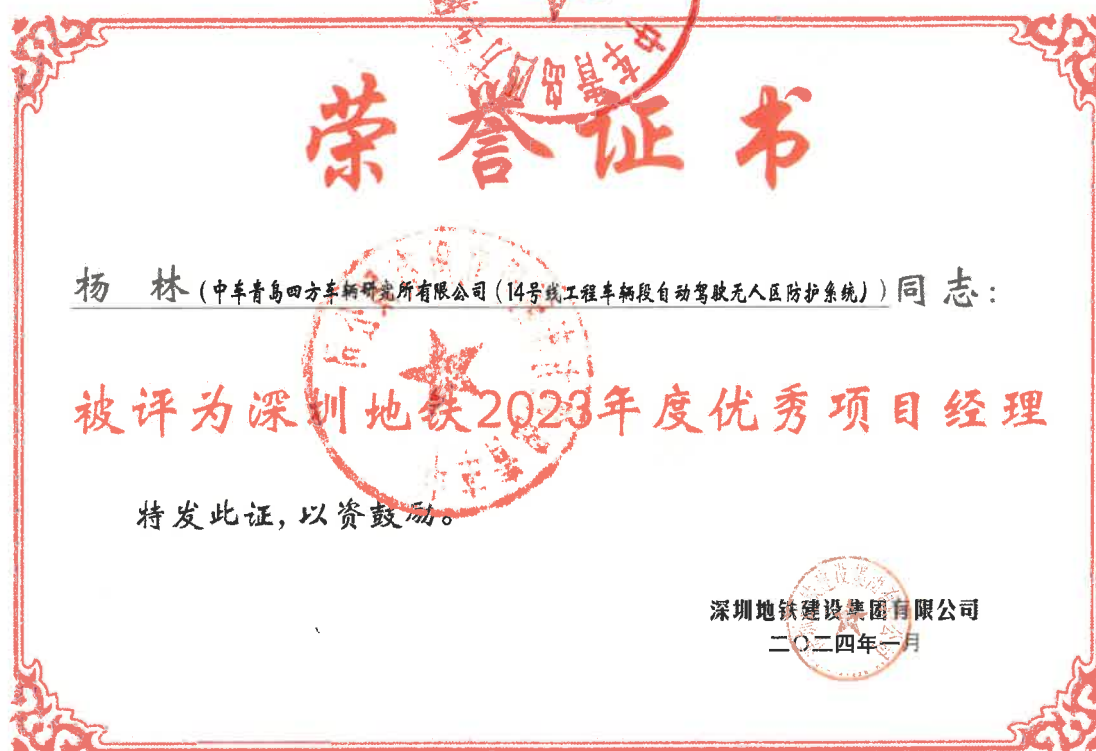 荣誉证书
杨 林(中车青岛四方车辆研究所有限公司(14号线工程车辆段自动驾驶无人区防护系统))同志:
被评为深圳地铁2023年度优秀项目经理
特发此证,以资鼓励。
深圳地铁建设集团有限公司
二〇二四年一月